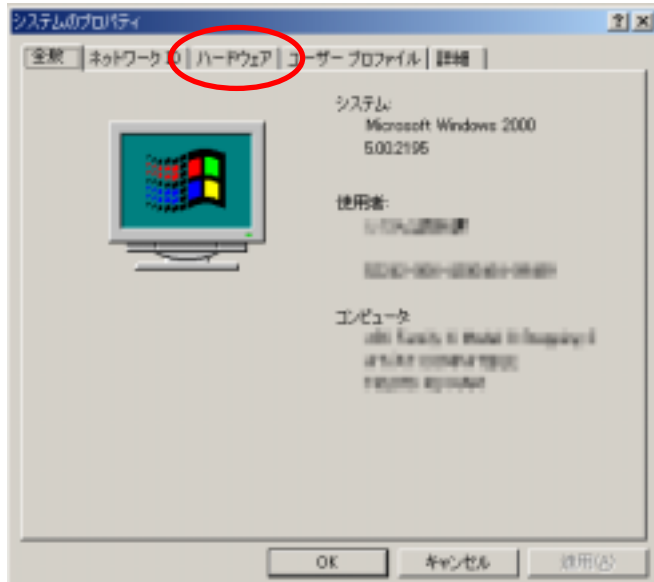 システムのプロパティ
全般 ネットワーク ID ハードウェア ユーザー プロファイル 詳細
システム:
Microsoft Windows 2000
5.00.2195
使用者:
コンピュータ:
OK キャンセル 適用(A)